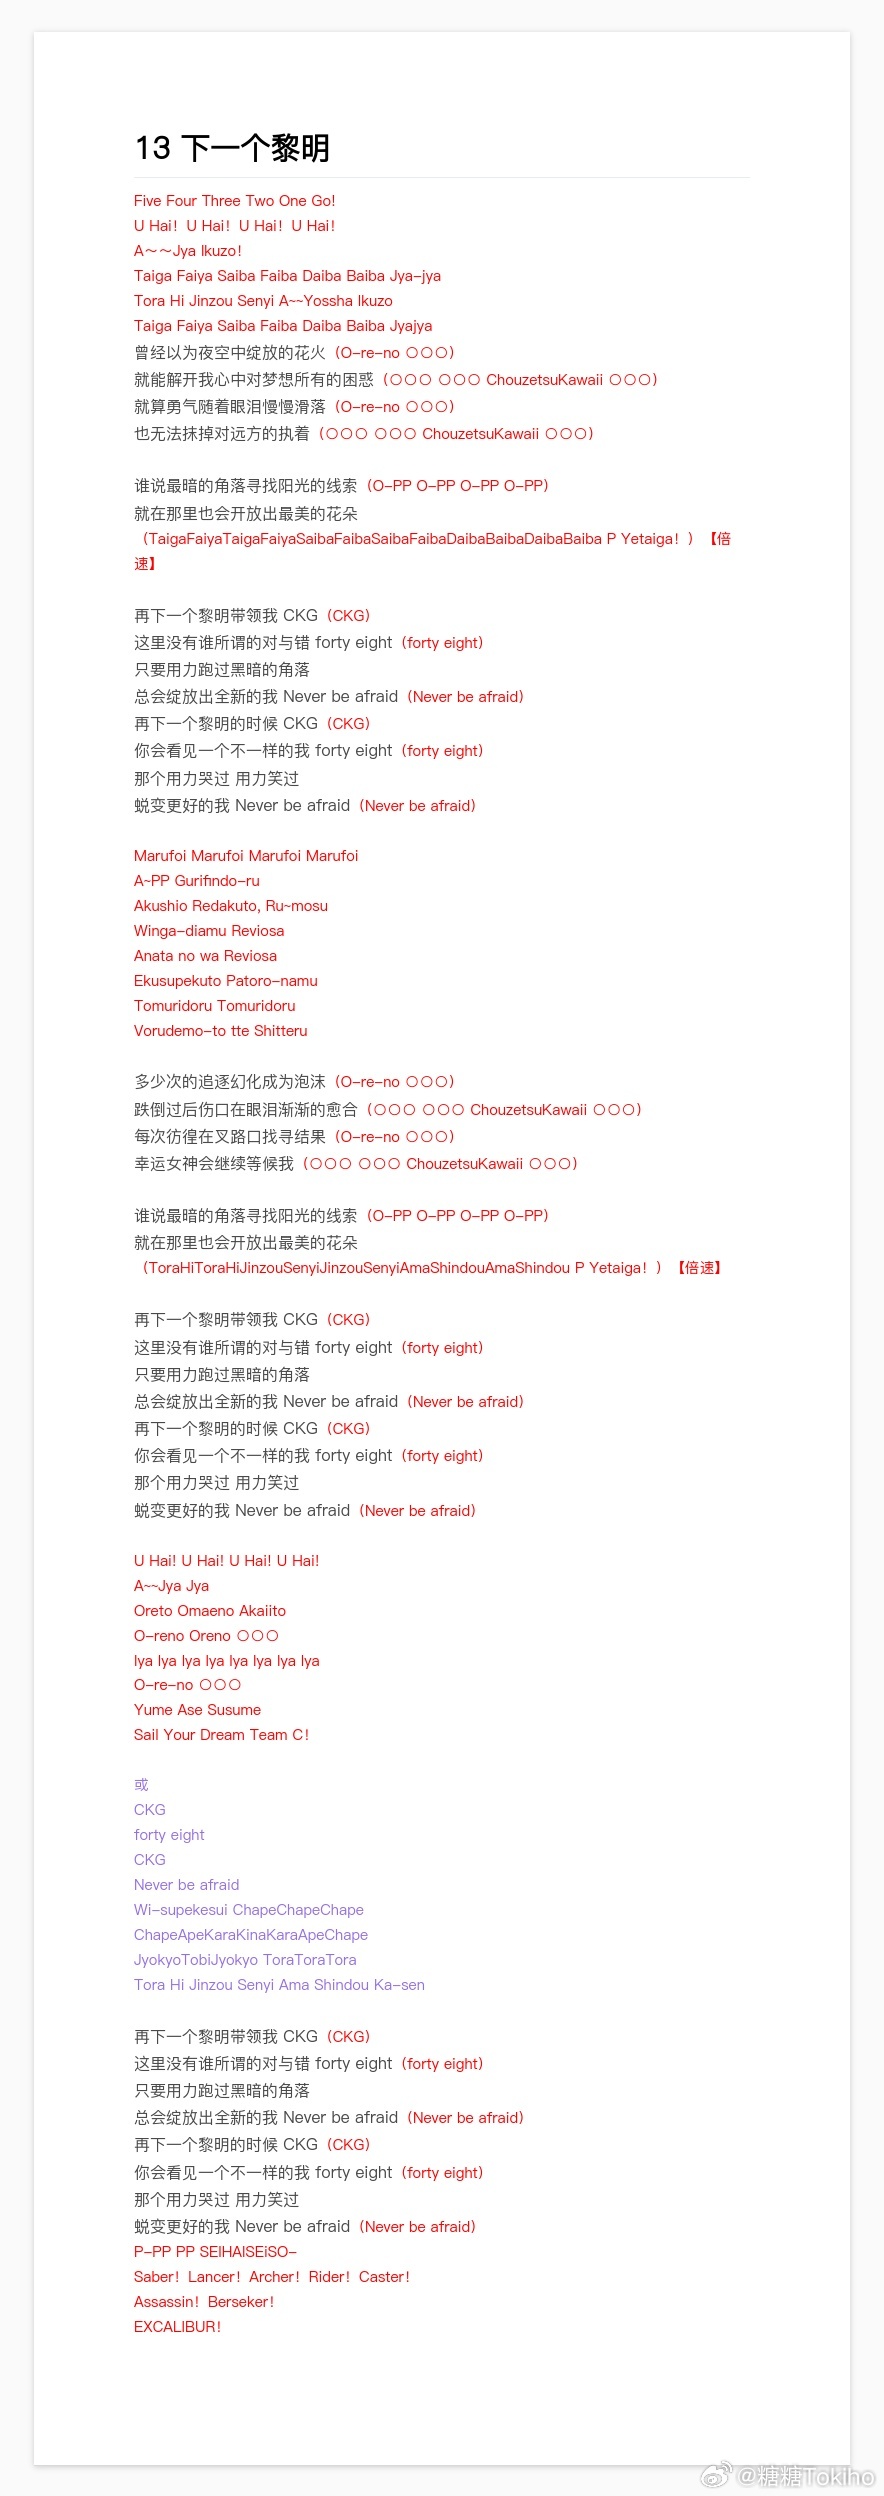 13 下一个黎明
Five Four Three Two One Go!
U Hai！U Hai！U Hai！U Hai！
A～～Jya Ikuzo！
Taiga Faiya Saiba Faiba Daiba Baiba Jya-jya
Tora Hi Jinzou Senyi A~~Yossha Ikuzo
Taiga Faiya Saiba Faiba Daiba Baiba Jyajya
曾经以为夜空中绽放的花火（O-re-no 〇〇〇）
就能解开我心中对梦想所有的困惑（〇〇〇 〇〇〇 ChouzetsuKawaii 〇〇〇）
就算勇气随着眼泪慢慢滑落（O-re-no 〇〇〇）
也无法抹掉对远方的执着（〇〇〇 〇〇〇 ChouzetsuKawaii 〇〇〇）
谁说最暗的角落寻找阳光的线索（O-PP O-PP O-PP O-PP）
就在那里也会开放出最美的花朵
（TaigaFaiyaTaigaFaiyaSaibaFaibaSaibaFaibaDaibaBaibaDaibaBaiba P Yetaiga！）【倍
速】
再下一个黎明带领我 CKG（CKG）
这里没有谁所谓的对与错 forty eight（forty eight）
只要用力跑过黑暗的角落
总会绽放出全新的我 Never be afraid（Never be afraid）
再下一个黎明的时候 CKG（CKG）
你会看见一个不一样的我 forty eight（forty eight）
那个用力哭过 用力笑过
蜕变更好的我 Never be afraid（Never be afraid）
Marufoi Marufoi Marufoi Marufoi
A~PP Gurifindo-ru
Akushio Redakuto, Ru~mosu
Winga-diamu Reviosa
Anata no wa Reviosa
Ekusupekuto Patoro-namu
Tomuridoru Tomuridoru
Vorudemo-to tte Shitteru
多少次的追逐幻化成为泡沫（O-re-no 〇〇〇）
跌倒过后伤口在眼泪渐渐的愈合（〇〇〇 〇〇〇 ChouzetsuKawaii 〇〇〇）
每次彷徨在叉路口找寻结果（O-re-no 〇〇〇）
幸运女神会继续等候我（〇〇〇 〇〇〇 ChouzetsuKawaii 〇〇〇）
谁说最暗的角落寻找阳光的线索（O-PP O-PP O-PP O-PP）
就在那里也会开放出最美的花朵
（ToraHiToraHiJinzouSenyiJinzouSenyiAmaShindouAmaShindou P Yetaiga！）【倍速】
再下一个黎明带领我 CKG（CKG）
这里没有谁所谓的对与错 forty eight（forty eight）
只要用力跑过黑暗的角落
总会绽放出全新的我 Never be afraid（Never be afraid）
再下一个黎明的时候 CKG（CKG）
你会看见一个不一样的我 forty eight（forty eight）
那个用力哭过 用力笑过
蜕变更好的我 Never be afraid（Never be afraid）
U Hai! U Hai! U Hai! U Hai!
A~~Jya Jya
Oreto Omaeno Akaiito
O-reno Oreno 〇〇〇
Iya Iya Iya Iya Iya Iya Iya Iya
O-re-no 〇〇〇
Yume Ase Susume
Sail Your Dream Team C！
或
CKG
forty eight
CKG
Never be afraid
Wi-supekesui ChapeChapeChape
ChapeApeKaraKinaKaraApeChape
JyokyoTobiJyokyo ToraToraTora
Tora Hi Jinzou Senyi Ama Shindou Ka-sen
再下一个黎明带领我 CKG（CKG）
这里没有谁所谓的对与错 forty eight（forty eight）
只要用力跑过黑暗的角落
总会绽放出全新的我 Never be afraid（Never be afraid）
再下一个黎明的时候 CKG（CKG）
你会看见一个不一样的我 forty eight（forty eight）
那个用力哭过 用力笑过
蜕变更好的我 Never be afraid（Never be afraid）
P-PP PP SEIHAISEiSO-
Saber！Lancer！Archer！Rider！Caster！
Assassin！Berseker！
EXCALIBUR！
@糖糖Tokiho